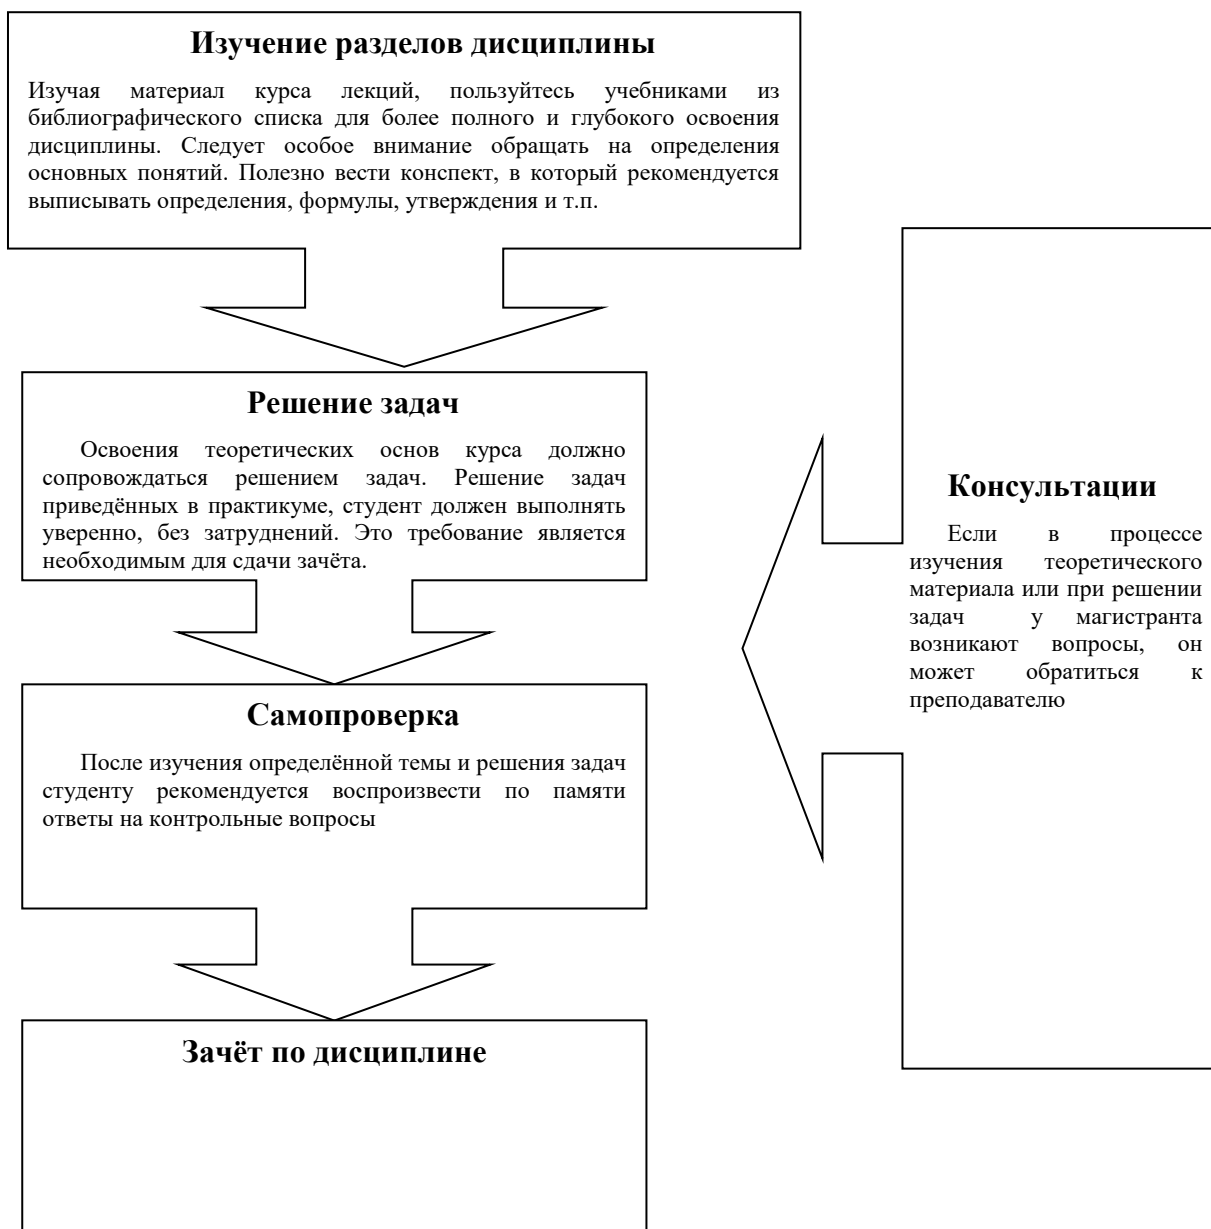 Изучение разделов дисциплины
Изучая материал курса лекций, пользуйтесь учебниками из
библиографического списка для более полного и глубокого освоения
дисциплины. Следует особое внимание обращать на определения
основных понятий. Полезно вести конспект, в который рекомендуется
выписывать определения, формулы, утверждения и т.п.
Решение задач
Освоения теоретических основ курса должно
сопровождаться решением задач. Решение задач
приведённых в практикуме, студент должен выполнять
уверенно, без затруднений. Это требование является
необходимым для сдачи зачёта.
Самопроверка
После изучения определённой темы и решения задач
студенту рекомендуется воспроизвести по памяти
ответы на контрольные вопросы
Зачёт по дисциплине
Консультации
Если в процессе
изучения теоретического
материала или при решении
задач у магистранта
возникают вопросы, он
может обратиться к
преподавателю